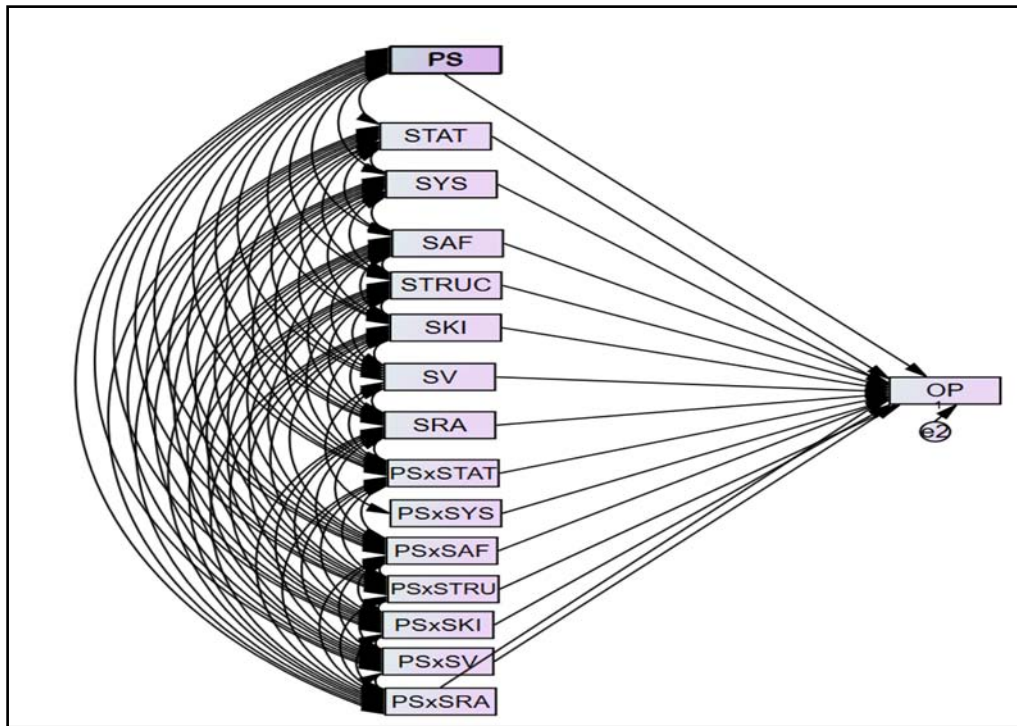 PS
STAT
SYS
SAF
STRUC
SKI
SV
SRA
PSxSTAT
PSxSYS
PSxSAF
PSxSTRU
PSxSKI
PSxSV
PSxSRA
OP
1
e2